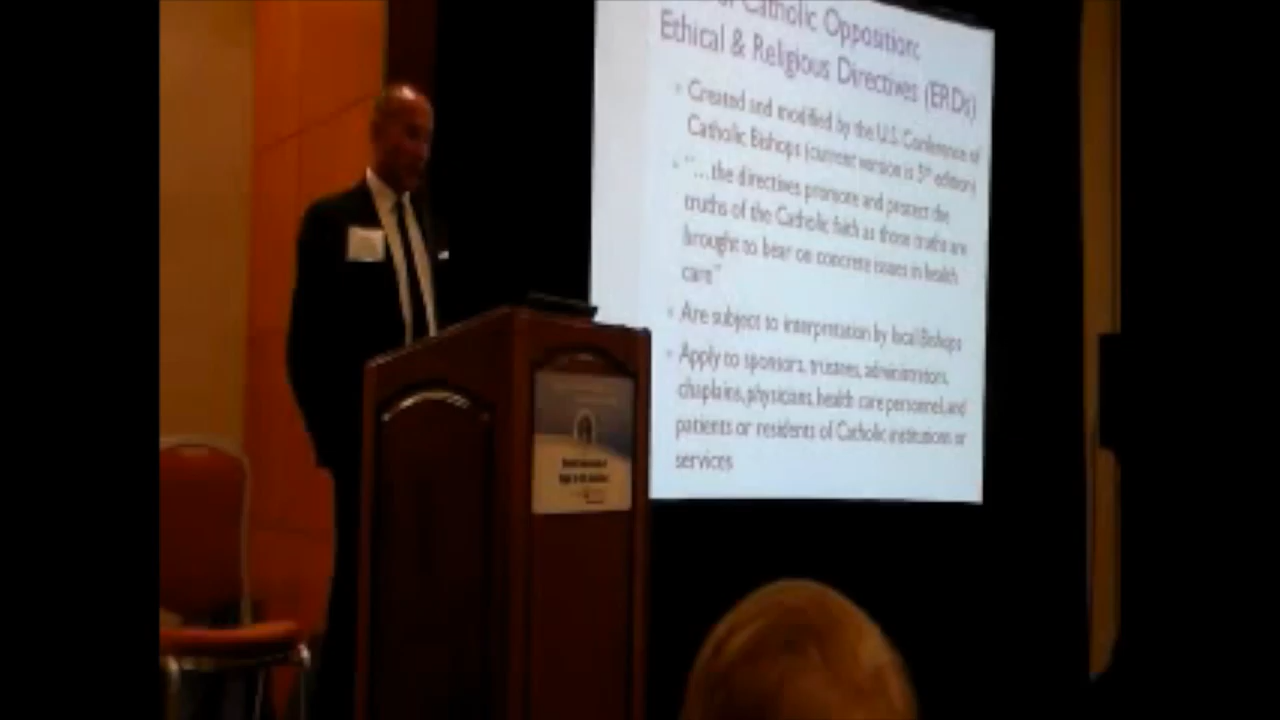 Catholic Opposition:
Ethical & Religious Directives (ERDs)
Created and modified by the U.S. Conference of
Catholic Bishops (current version is 5th edition)
"...the directives promote and protect the
truths of the Catholic faith as those truths are
brought to bear on concrete issues in health
care"
Are subject to interpretation by local Bishops
Apply to sponsors, trustees, administrators,
chaplains, physicians, health care personnel, and
patients or residents of Catholic institutions or
services